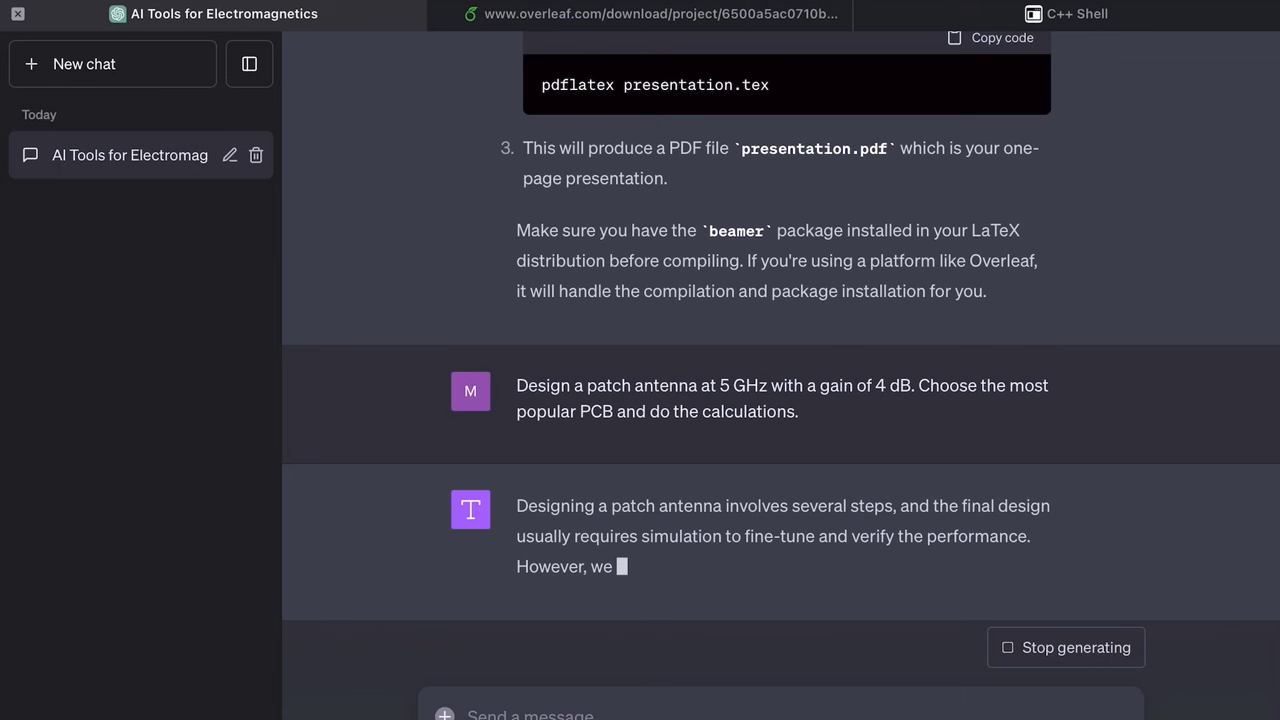 AI Tools for Electromagnetics
www.overleaf.com/download/project/6500a5ac0710b...
C++ Shell
New chat
Today
AI Tools for Electromag
Copy code
pdflatex presentation.tex
3. This will produce a PDF file `presentation.pdf` which is your one-
page presentation.
Make sure you have the `beamer` package installed in your LaTeX
distribution before compiling. If you're using a platform like Overleaf,
it will handle the compilation and package installation for you.
M
Design a patch antenna at 5 GHz with a gain of 4 dB. Choose the most
popular PCB and do the calculations.
T
Designing a patch antenna involves several steps, and the final design
usually requires simulation to fine-tune and verify the performance.
However, we
Stop generating
Send a message